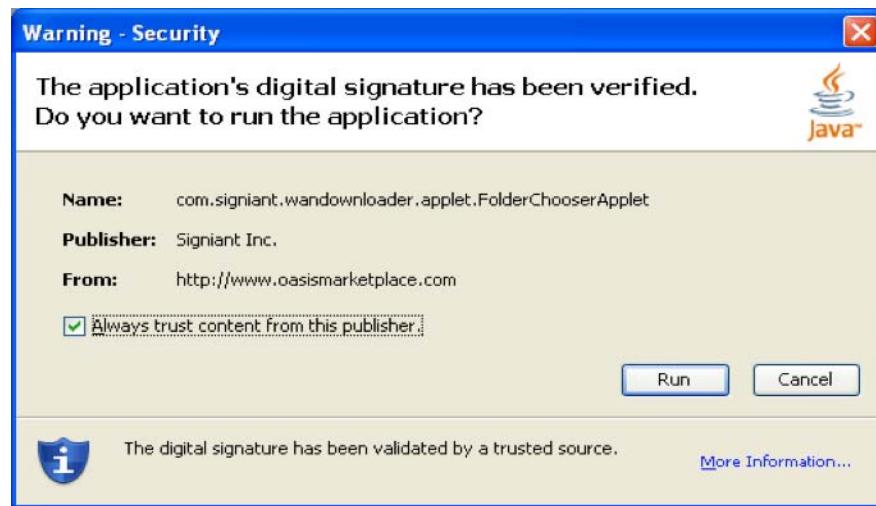 Warning - Security
The application's digital signature has been verified.
Do you want to run the application?
Java™
Name: com.signiant.wandownloader.applet.FolderChooserApplet
Publisher: Signiant Inc.
From: http://www.oasismarketplace.com
Always trust content from this publisher.
Run Cancel
The digital signature has been validated by a trusted source.
More Information...